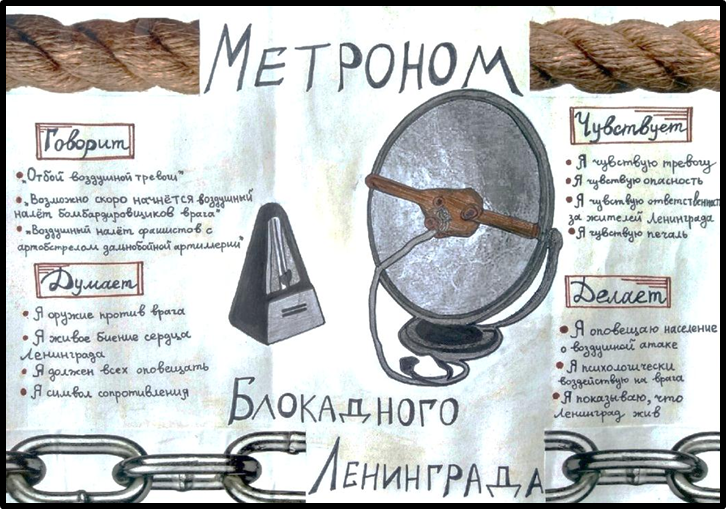 Метроном
Говорит
• „Отбой воздушной тревоги"
• „Возможно скоро начнётся воздушный
налёт бомбардировщиков врага"
• „Воздушный налёт фашистов с
артобстрелом дальнобойной артиллерии"
Думает
• Я оружие против врага
• Я живое биение сердца
Ленинграда
• Я должен всех оповещать
• Я символ сопротивления
Чувствует
• Я чувствую тревогу
• Я чувствую опасность
• Я чувствую ответственность
за жителей Ленинграда
• Я чувствую печаль
Делает
• Я оповещаю население
о воздушной атаке
• Я психологически
воздействую на врага
• Я показываю, что
Ленинград жив
Блокадного
Ленинграда